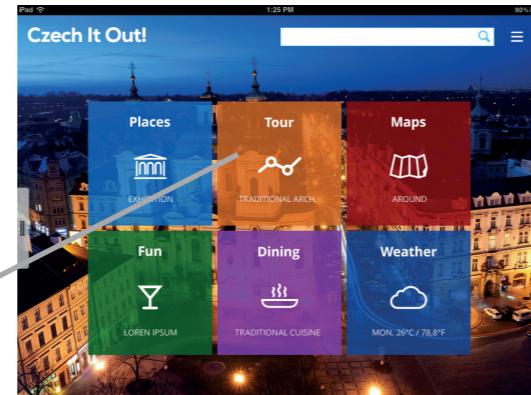 iPad 1:25 PM 80%
Czech It Out!
Places Tour Maps
EXHIBITION TRADITIONAL ARCH. AROUND
Fun Dining Weather
LOREN IPSUM TRADITIONAL CUISINE MON. 26°C / 78,8°F